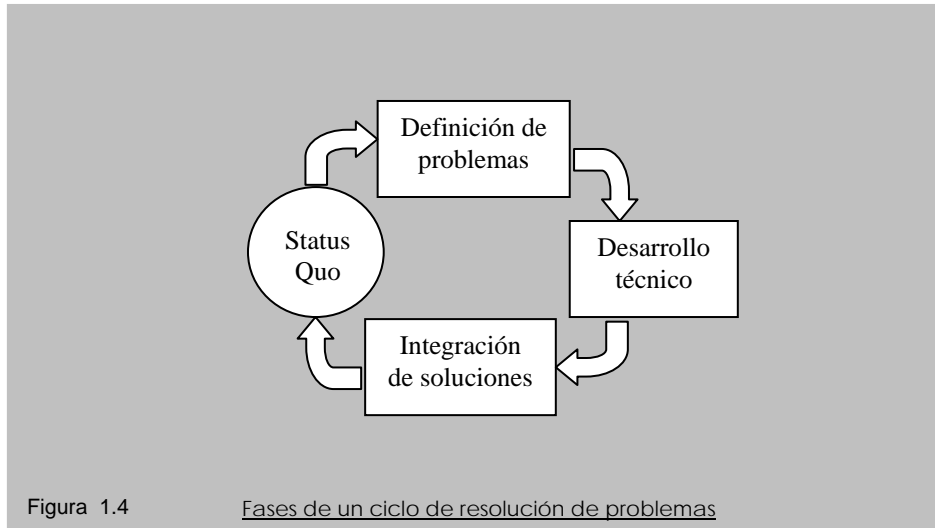 Definición de
problemas
Status
Quo
Desarrollo
técnico
Integración
de soluciones
Figura 1.4 Fases de un ciclo de resolución de problemas